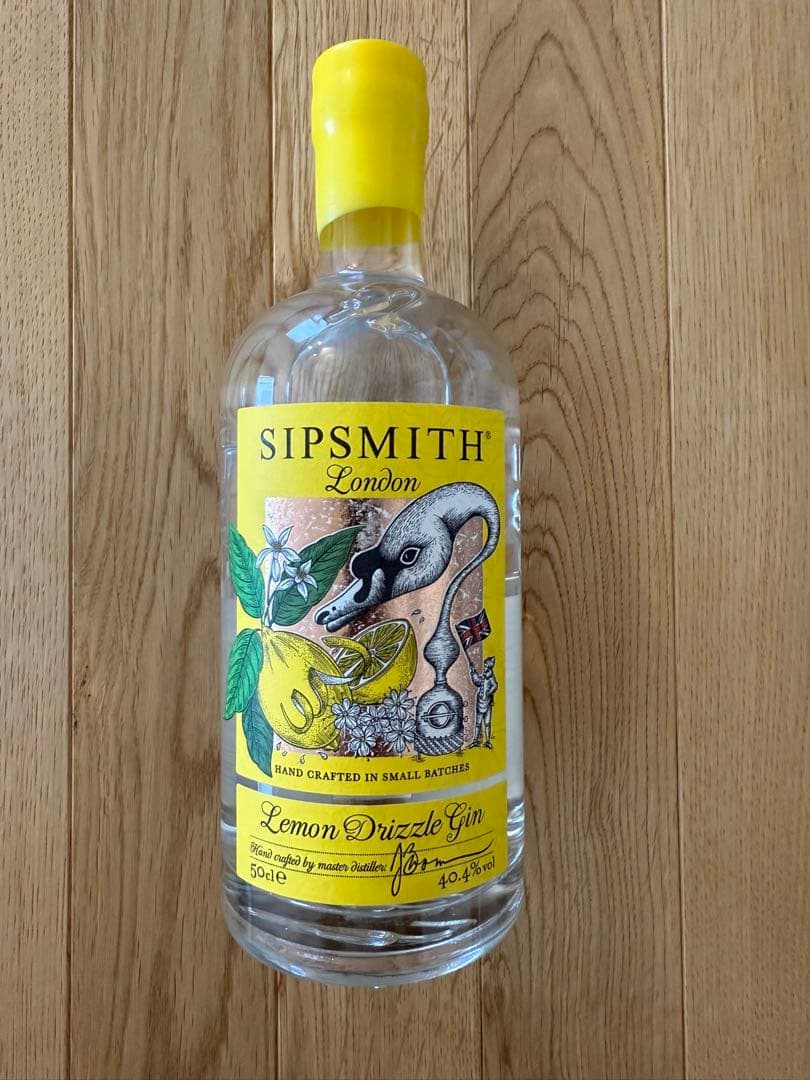 SIPSMITH®
London
HAND CRAFTED IN SMALL BATCHES
Lemon Drizzle Gin
Hand crafted by master distiller:
50cl℮ 40.4%vol